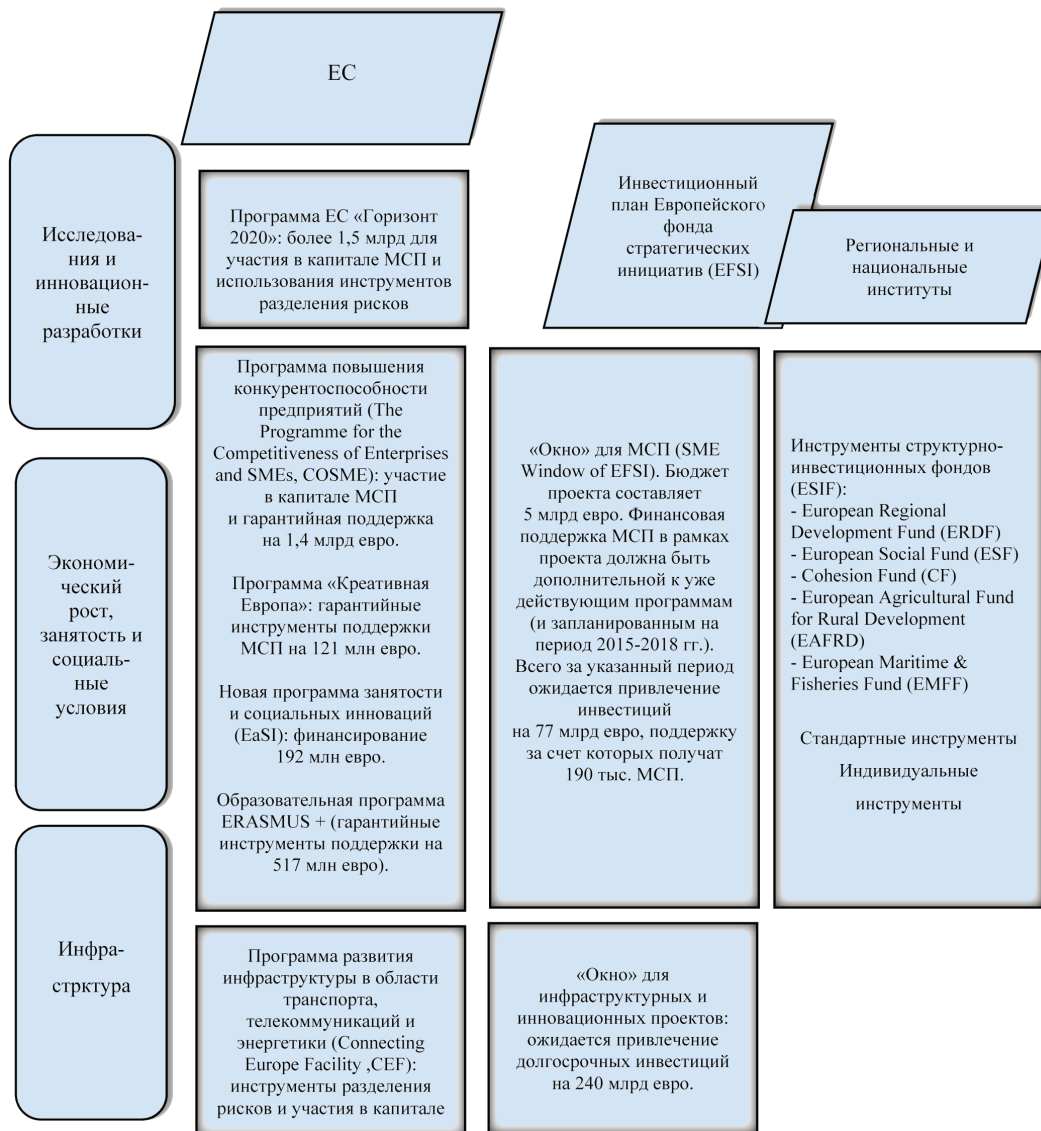 ЕС
Инвестиционный
план Европейского
фонда
стратегических
инициатив (EFSI)
Региональные и
национальные
институты
Исследова-
ния и
инновацион-
ные
разработки
Программа ЕС «Горизонт
2020»: более 1,5 млрд для
участия в капитале МСП и
использования инструментов
разделения рисков
Экономи-
ческий
рост,
занятость и
социаль-
ные
условия
Программа повышения
конкурентоспособности
предприятий (The
Programme for the
Competitiveness of Enterprises
and SMEs, COSME): участие
в капитале МСП
и гарантийная поддержка
на 1,4 млрд евро.
Программа «Креативная
Европа»: гарантийные
инструменты поддержки
МСП на 121 млн евро.
Новая программа занятости
и социальных инноваций
(EaSI): финансирование
192 млн евро.
Образовательная программа
ERASMUS + (гарантийные
инструменты поддержки на
517 млн евро).
«Окно» для МСП (SME
Window of EFSI). Бюджет
проекта составляет
5 млрд евро. Финансовая
поддержка МСП в рамках
проекта должна быть
дополнительной к уже
действующим программам
(и запланированным на
период 2015-2018 гг.).
Всего за указанный период
ожидается привлечение
инвестиций
на 77 млрд евро, поддержку
за счет которых получат
190 тыс. МСП.
Инструменты структурно-
инвестиционных фондов
(ESIF):
- European Regional
Development Fund (ERDF)
- European Social Fund (ESF)
- Cohesion Fund (CF)
- European Agricultural Fund
for Rural Development
(EAFRD)
- European Maritime &
Fisheries Fund (EMFF)
Стандартные инструменты
Индивидуальные
инструменты
Инфра-
стрктура
Программа развития
инфраструктуры в области
транспорта,
телекоммуникаций и
энергетики (Connecting
Europe Facility ,CEF):
инструменты разделения
рисков и участия в капитале
«Окно» для
инфраструктурных и
инновационных проектов:
ожидается привлечение
долгосрочных инвестиций
на 240 млрд евро.